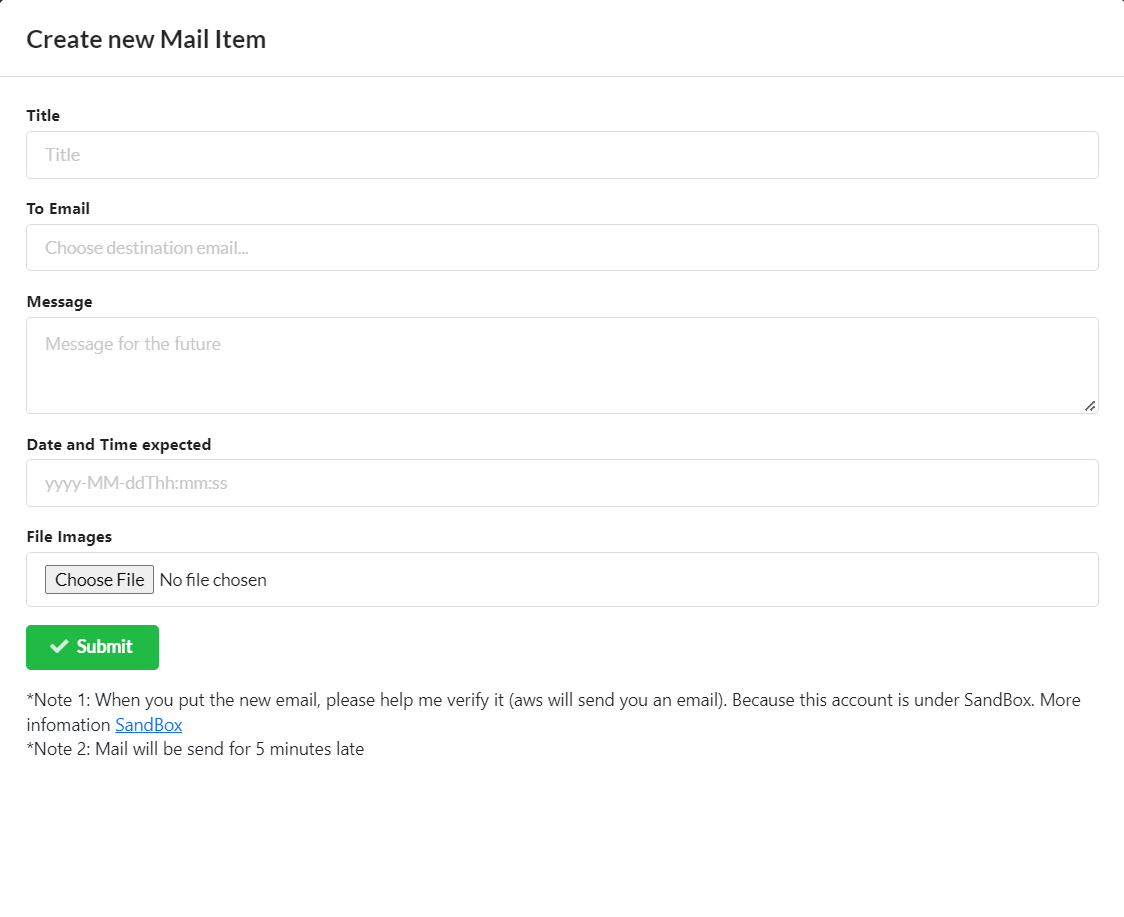 Create new Mail Item
Title
Title
To Email
Choose destination email...
Message
Message for the future
Date and Time expected
yyyy-MM-ddThh:mm:ss
File Images
Choose File No file chosen
Submit
*Note 1: When you put the new email, please help me verify it (aws will send you an email). Because this account is under SandBox. More
infomation SandBox
*Note 2: Mail will be send for 5 minutes late